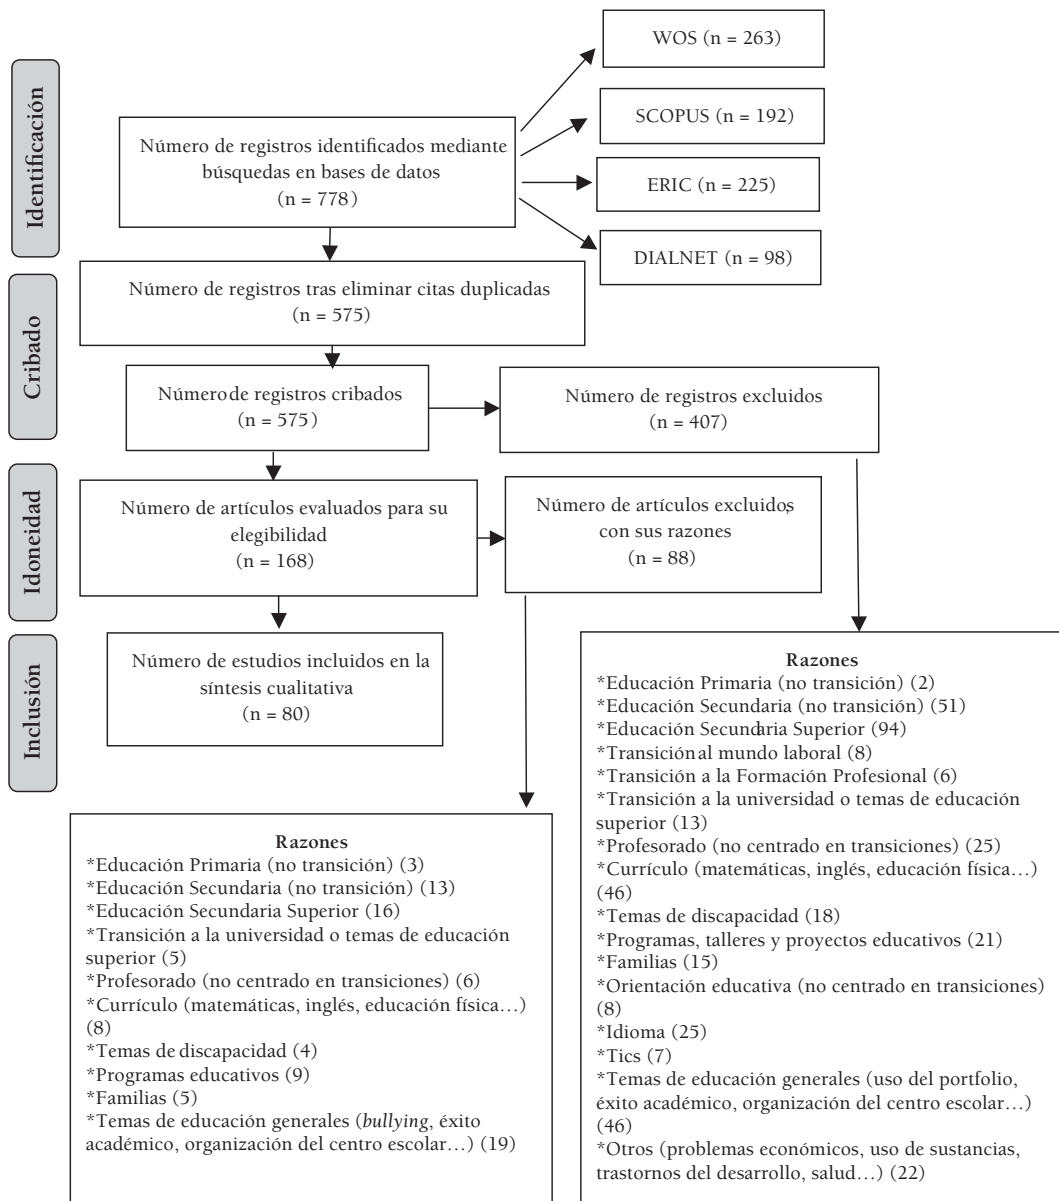 Identificación
Número de registros identificados mediante
búsquedas en bases de datos
(n = 778)
WOS (n = 263)
SCOPUS (n = 192)
ERIC (n = 225)
DIALNET (n = 98)
Cribado
Número de registros tras eliminar citas duplicadas
(n = 575)
Número de registros cribados
(n = 575)
Número de registros excluidos
(n = 407)
Idoneidad
Número de artículos evaluados para su
elegibilidad
(n = 168)
Número de artículos excluidos,
con sus razones
(n = 88)
Inclusión
Número de estudios incluidos en la
síntesis cualitativa
(n = 80)
Razones
*Educación Primaria (no transición) (3)
*Educación Secundaria (no transición) (13)
*Educación Secundaria Superior (16)
*Transición a la universidad o temas de educación
superior (5)
*Profesorado (no centrado en transiciones) (6)
*Currículo (matemáticas, inglés, educación física…)
(8)
*Temas de discapacidad (4)
*Programas educativos (9)
*Familias (5)
*Temas de educación generales (bullying, éxito
académico, organización del centro escolar…) (19)
Razones
*Educación Primaria (no transición) (2)
*Educación Secundaria (no transición) (51)
*Educación Secundaria Superior (94)
*Transición al mundo laboral (8)
*Transición a la Formación Profesional (6)
*Transición a la universidad o temas de educación
superior (13)
*Profesorado (no centrado en transiciones) (25)
*Currículo (matemáticas, inglés, educación física…)
(46)
*Temas de discapacidad (18)
*Programas, talleres y proyectos educativos (21)
*Familias (15)
*Orientación educativa (no centrado en transiciones)
(8)
*Idioma (25)
*Tics (7)
*Temas de educación generales (uso del portfolio,
éxito académico, organización del centro escolar…)
(46)
*Otros (problemas económicos, uso de sustancias,
trastornos del desarrollo, salud…) (22)